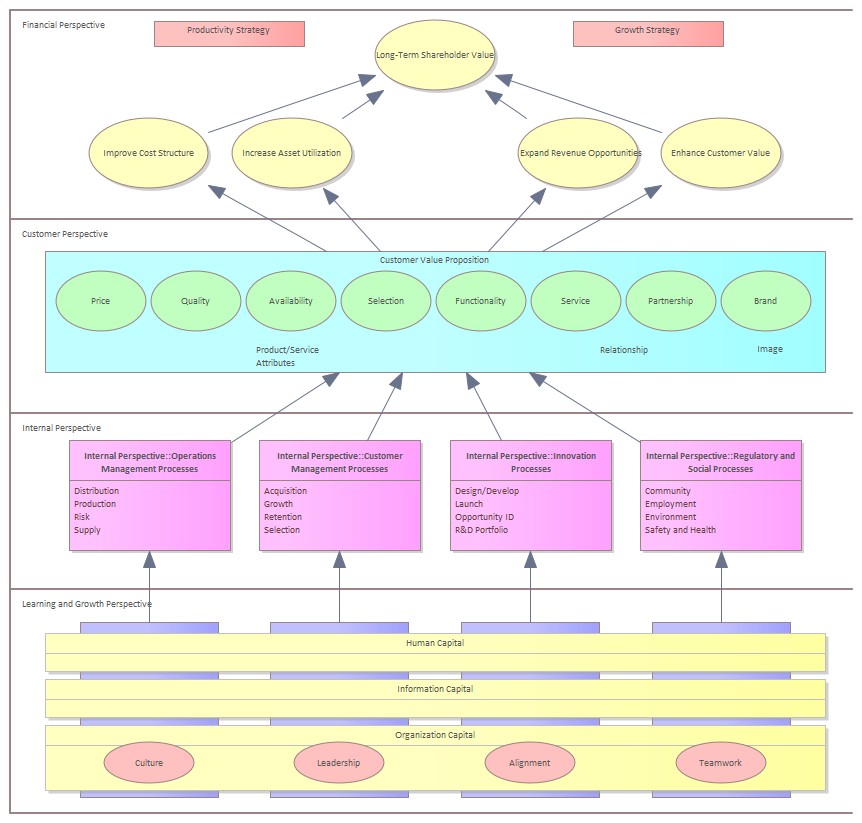 Financial Perspective
Productivity Strategy
Growth Strategy
Long-Term Shareholder Value
Improve Cost Structure
Increase Asset Utilization
Expand Revenue Opportunities
Enhance Customer Value
Customer Perspective
Customer Value Proposition
Price
Quality
Availability
Selection
Functionality
Service
Partnership
Brand
Product/Service
Attributes
Relationship
Image
Internal Perspective
Internal Perspective::Operations
Management Processes
Distribution
Production
Risk
Supply
Internal Perspective::Customer
Management Processes
Acquisition
Growth
Retention
Selection
Internal Perspective::Innovation
Processes
Design/Develop
Launch
Opportunity ID
R&D Portfolio
Internal Perspective::Regulatory and
Social Processes
Community
Employment
Environment
Safety and Health
Learning and Growth Perspective
Human Capital
Information Capital
Organization Capital
Culture
Leadership
Alignment
Teamwork